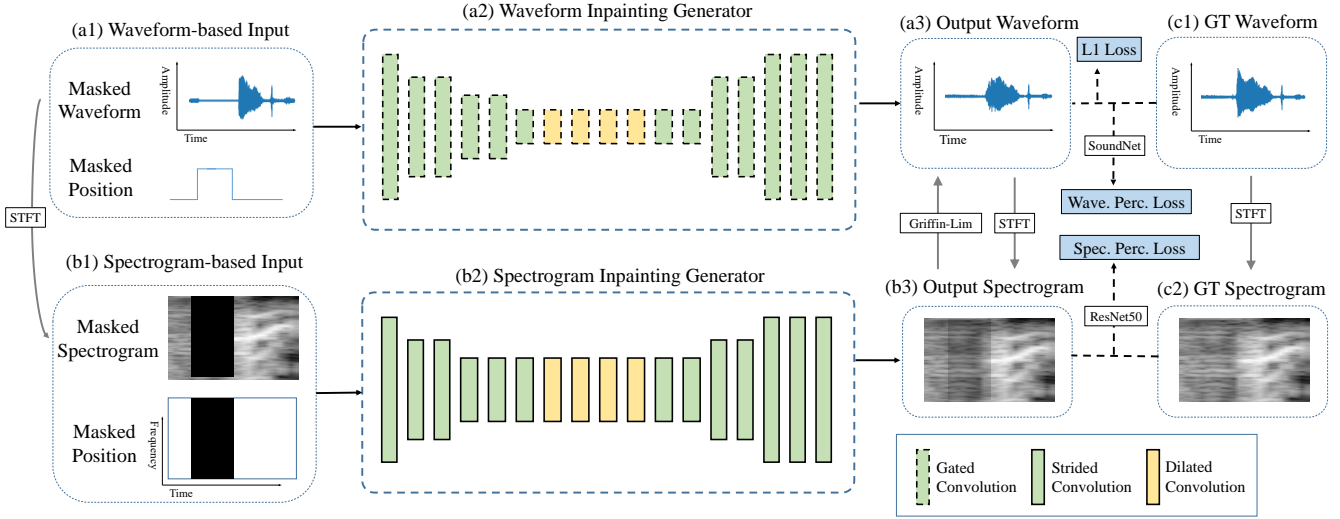 (a1) Waveform-based Input
Masked
Waveform
Amplitude
Time
Masked
Position
STFT
(a2) Waveform Inpainting Generator
(a3) Output Waveform
Amplitude
Time
L1 Loss
SoundNet
Wave. Perc. Loss
(c1) GT Waveform
Amplitude
Time
Griffin-Lim
STFT
STFT
Spec. Perc. Loss
ResNet50
(b1) Spectrogram-based Input
Masked
Spectrogram
Masked
Position
Frequency
Time
(b2) Spectrogram Inpainting Generator
(b3) Output Spectrogram
(c2) GT Spectrogram
Gated
Convolution
Strided
Convolution
Dilated
Convolution